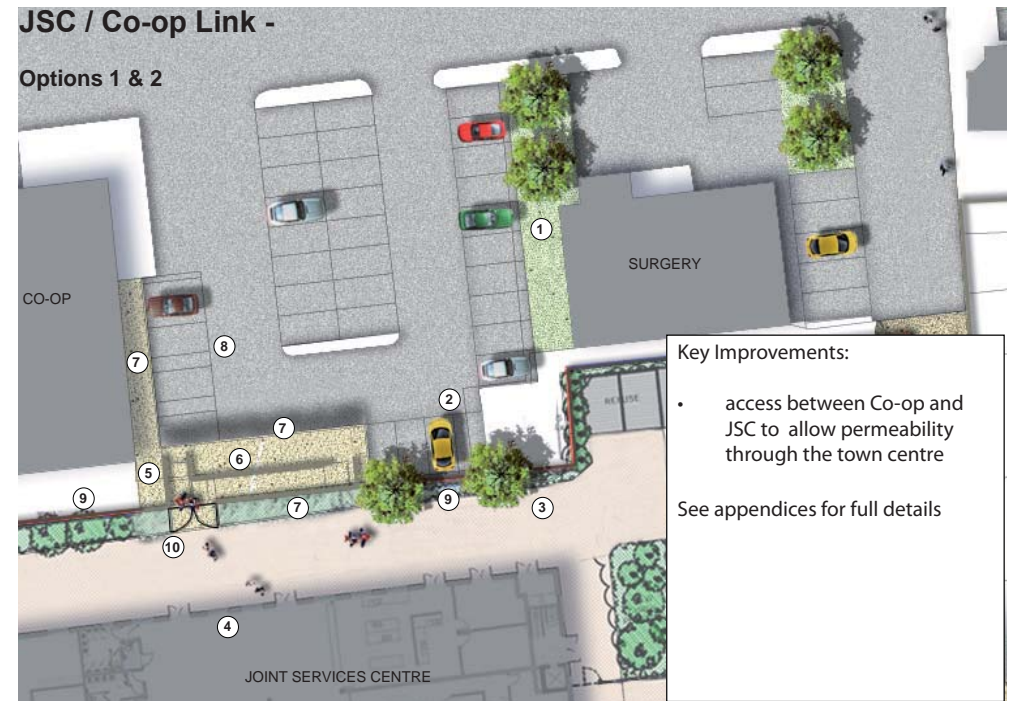 JSC / Co-op Link -
Options 1 & 2
1
SURGERY
CO-OP
7
8
2
7
6
5
9
7
9
3
10
4
JOINT SERVICES CENTRE
REFUSE
Key Improvements:
• access between Co-op and
JSC to allow permeability
through the town centre
See appendices for full details